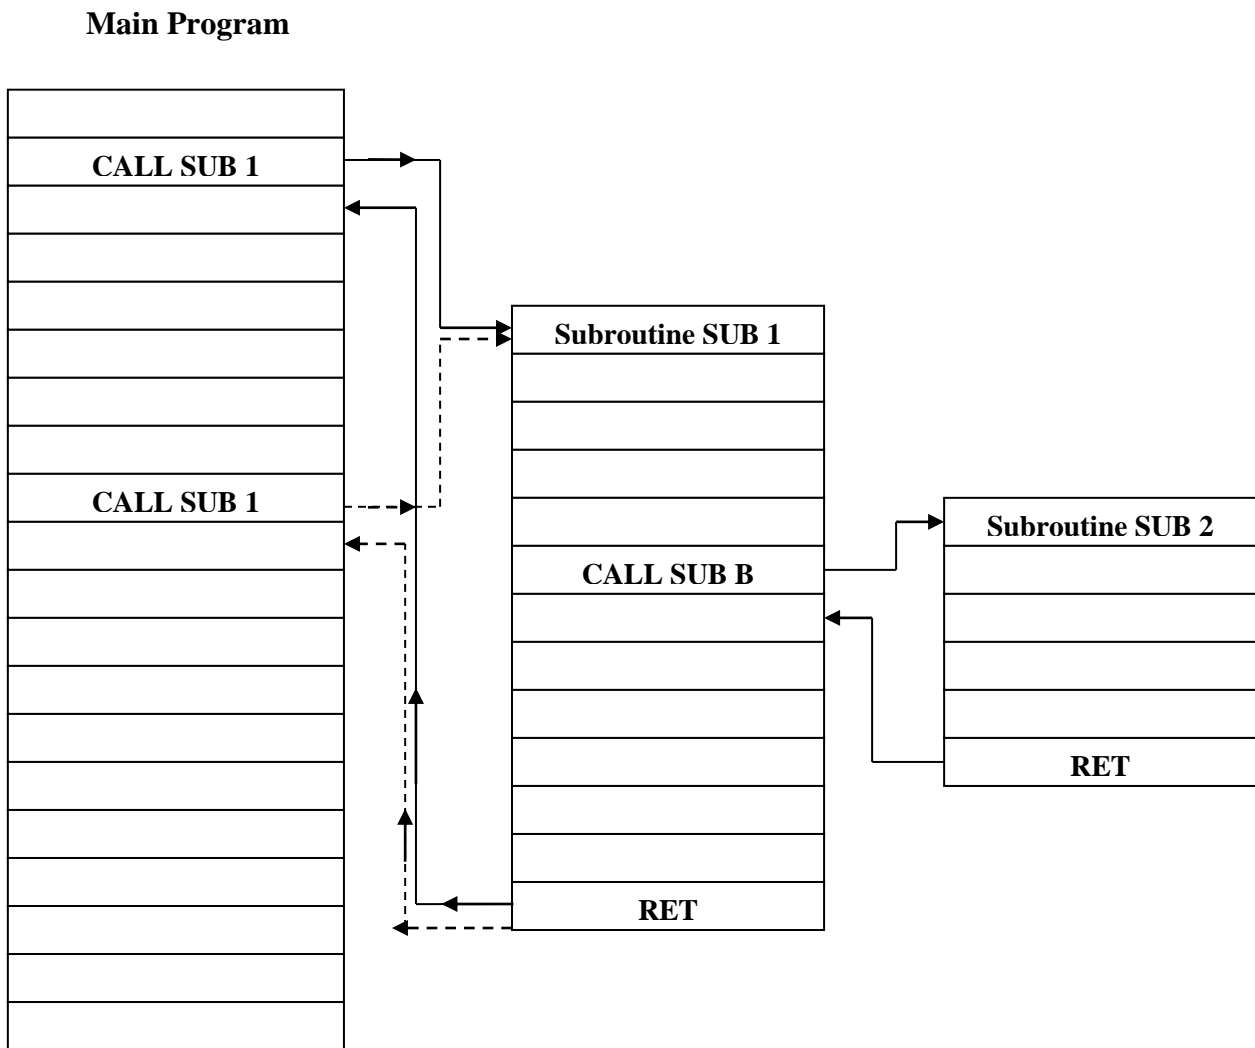 Main Program
CALL SUB 1
CALL SUB 1
Subroutine SUB 1
CALL SUB B
RET
Subroutine SUB 2
RET